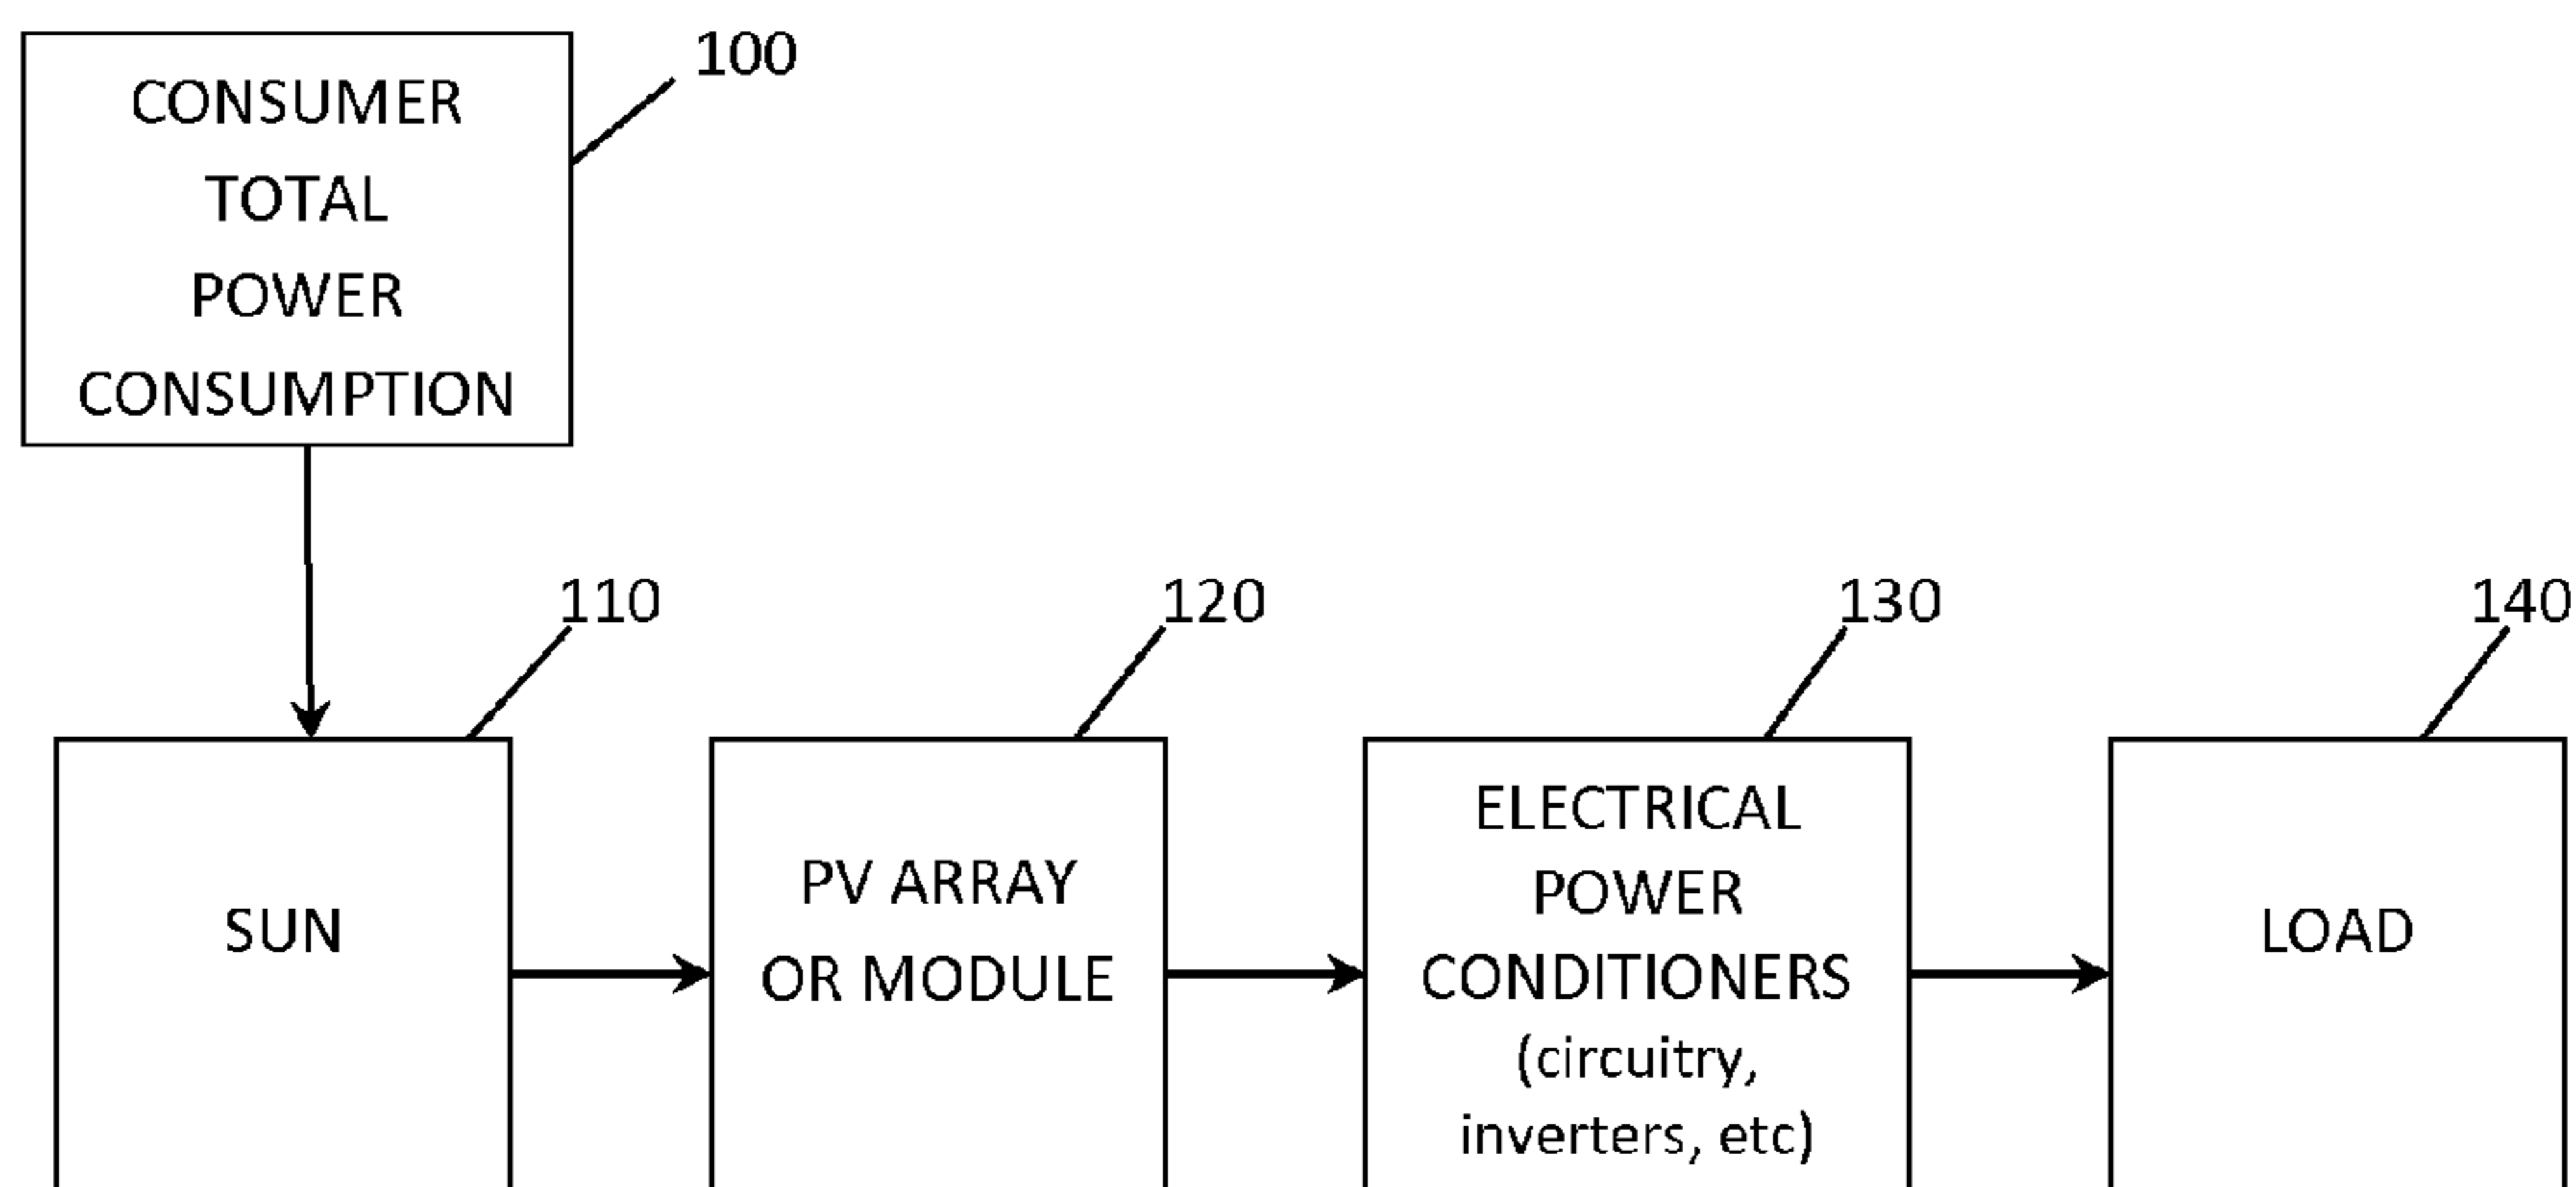 CONSUMER
TOTAL
POWER
CONSUMPTION
100
110
120
130
140
SUN
PV ARRAY
OR MODULE
ELECTRICAL
POWER
CONDITIONERS
(circuitry,
inverters, etc)
LOAD